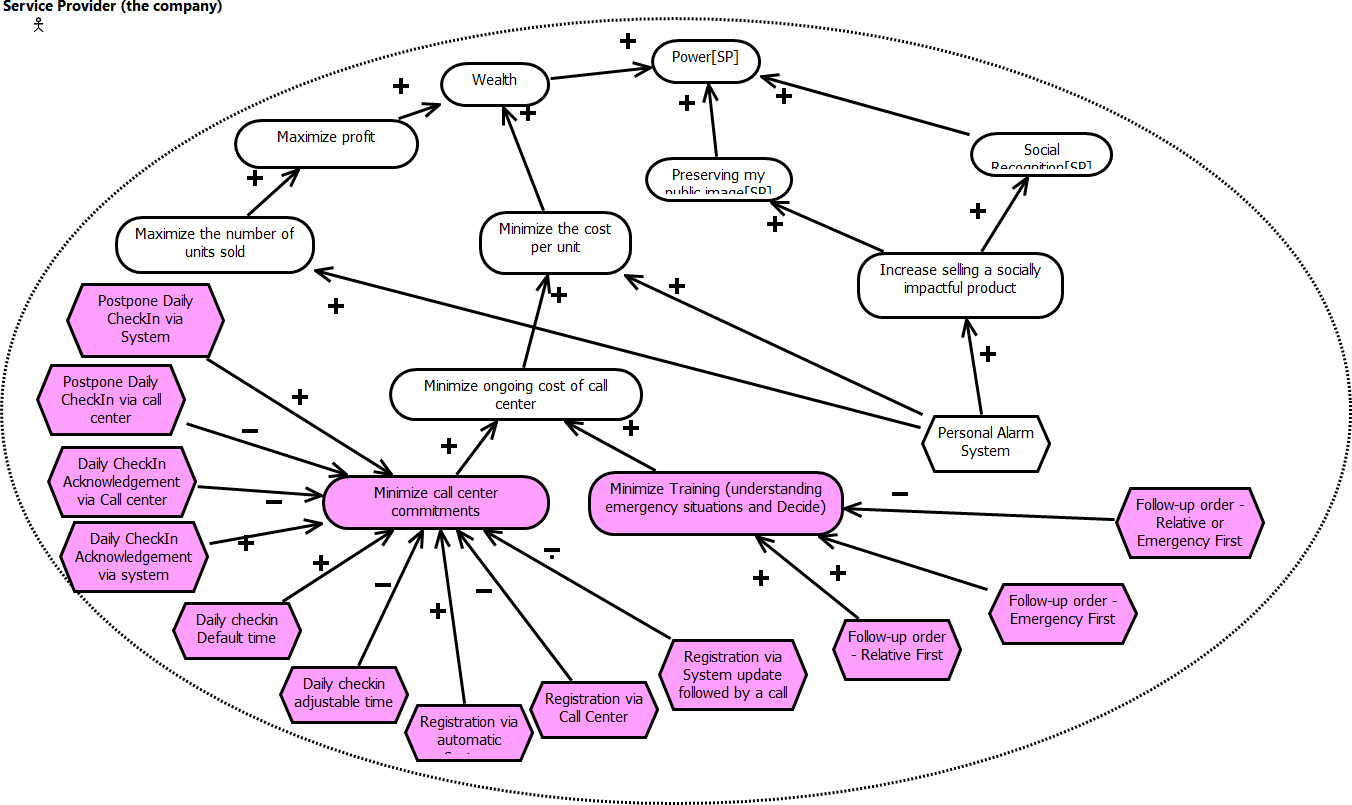 Service Provider (the company)
Power[SP]
Wealth
Maximize profit
Social
Recognition[SP]
Preserving my
public image[SP]
Maximize the number of
units sold
Minimize the cost
per unit
Increase selling a socially
impactful product
Postpone Daily
CheckIn via
System
Postpone Daily
CheckIn via call
center
Minimize ongoing cost of call
center
Personal Alarm
System
Daily CheckIn
Acknowledgement
via Call center
Minimize call center
commitments
Minimize Training (understanding
emergency situations and Decide)
Follow-up order -
Relative or
Emergency First
Daily CheckIn
Acknowledgement
via system
Daily checkin
Default time
Follow-up order -
Emergency First
Follow-up order
- Relative First
Daily checkin
adjustable time
Registration via
automatic
Registration via
Call Center
Registration via
System update
followed by a call